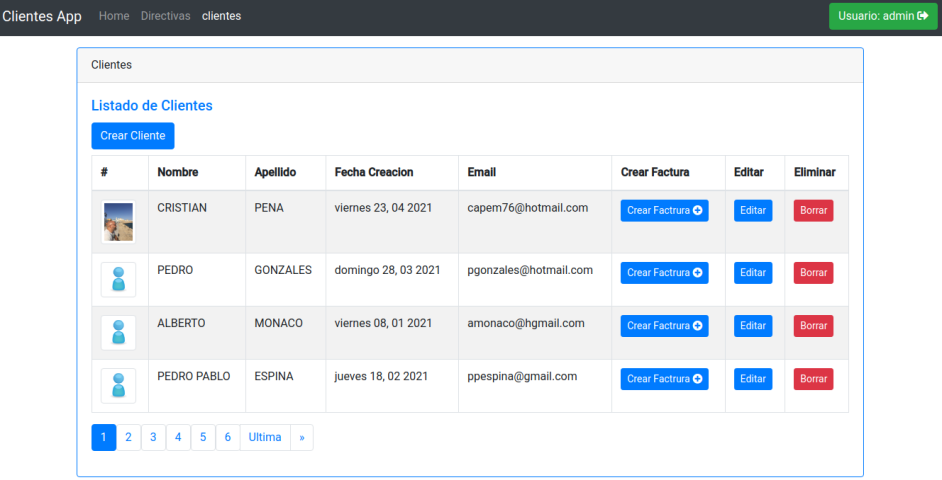 Clientes App Home Directivas clientes Usuario: admin
Clientes
Listado de Clientes
Crear Cliente
# Nombre Apellido Fecha Creacion Email Crear Factura Editar Eliminar
CRISTIAN PENA viernes 23, 04 2021 capem76@hotmail.com Crear Factrura Editar Borrar
PEDRO GONZALES domingo 28, 03 2021 pgonzales@hotmail.com Crear Factrura Editar Borrar
ALBERTO MONACO viernes 08, 01 2021 amonaco@hgmail.com Crear Factrura Editar Borrar
PEDRO PABLO ESPINA jueves 18, 02 2021 ppespina@gmail.com Crear Factrura Editar Borrar
1 2 3 4 5 6 Ultima »